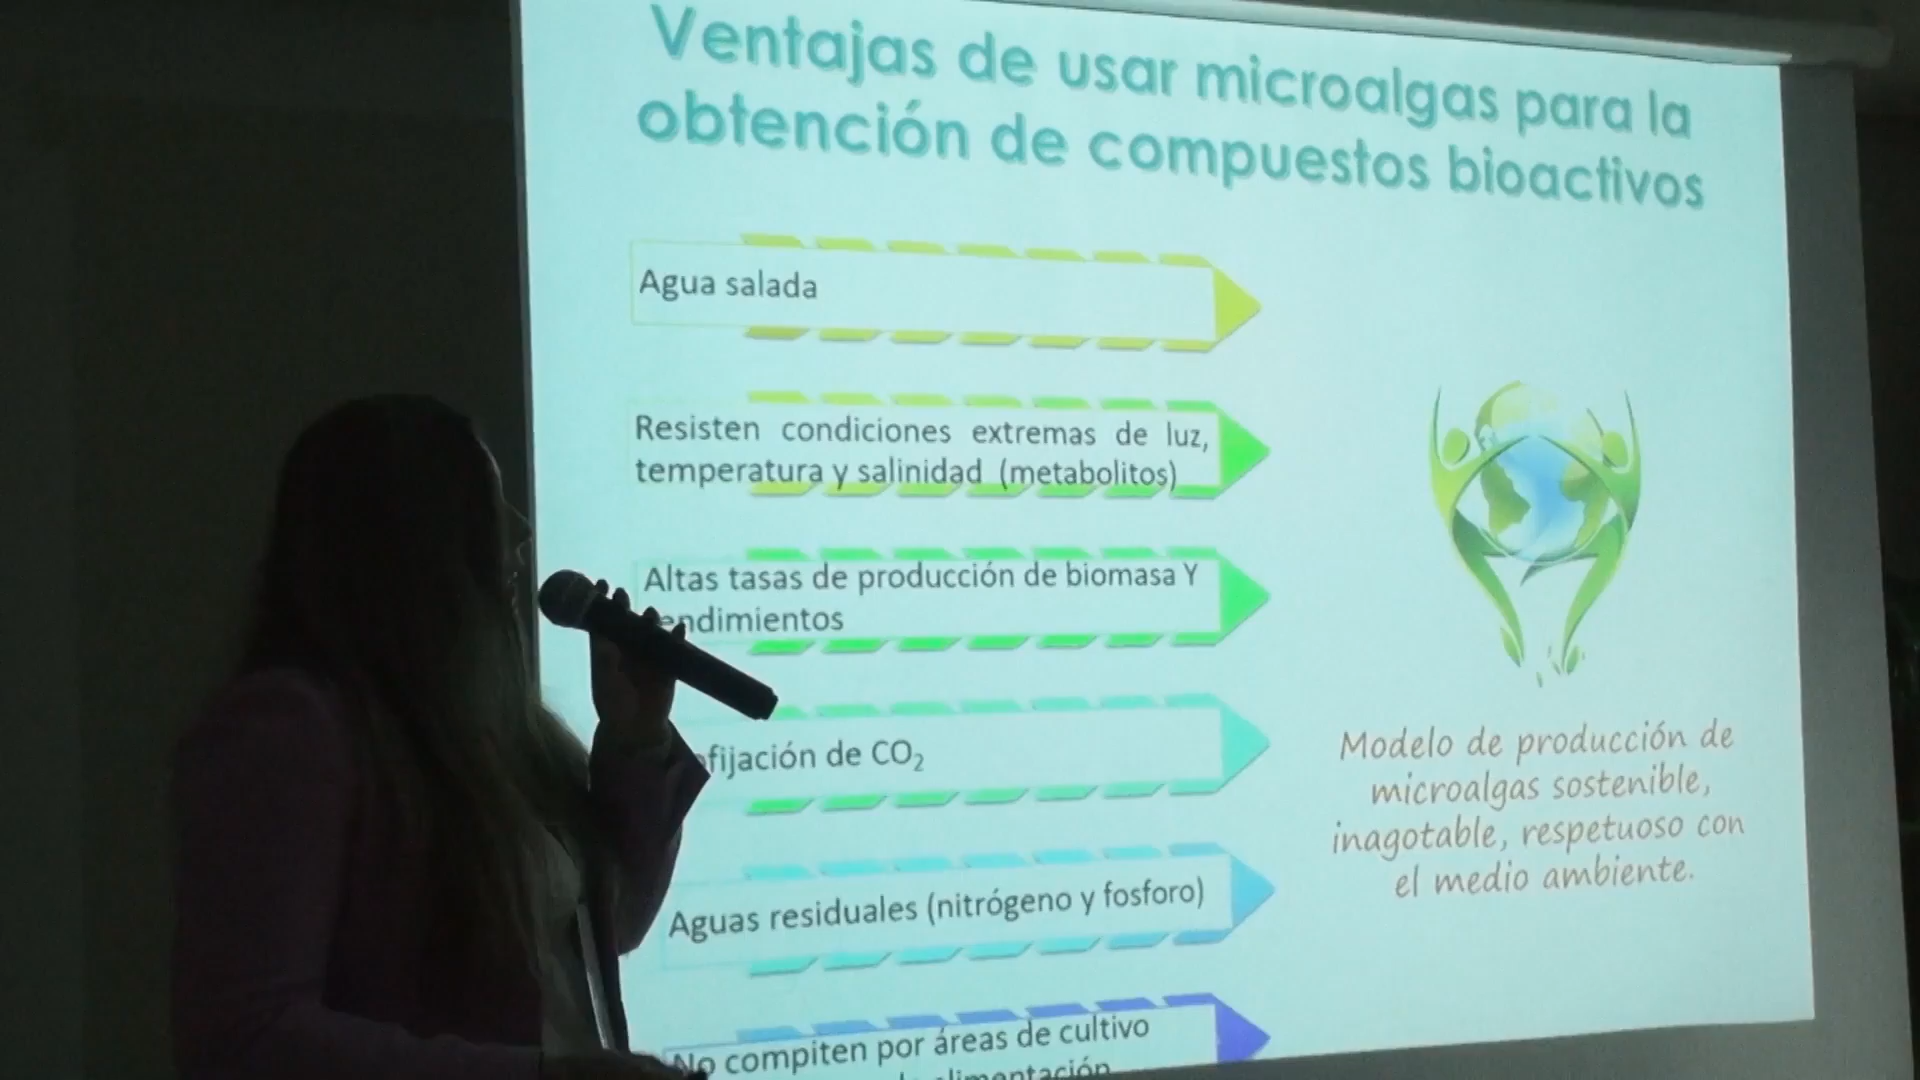 Ventajas de usar microalgas para la
obtención de compuestos bioactivos
Agua salada
Resisten condiciones extremas de luz,
temperatura y salinidad (metabolitos)
Altas tasas de producción de biomasa Y
endimientos
fijación de CO₂
Aguas residuales (nitrógeno y fosforo)
No compiten por áreas de cultivo
Modelo de producción de
microalgas sostenible,
inagotable, respetuoso con
el medio ambiente.